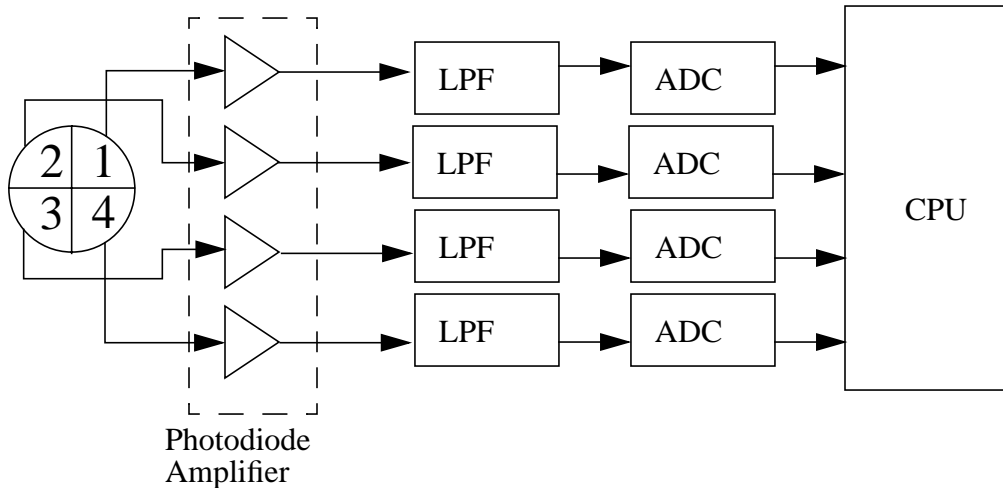 LPF
ADC
LPF
ADC
2 1
3 4
CPU
LPF
ADC
LPF
ADC
Photodiode
Amplifier